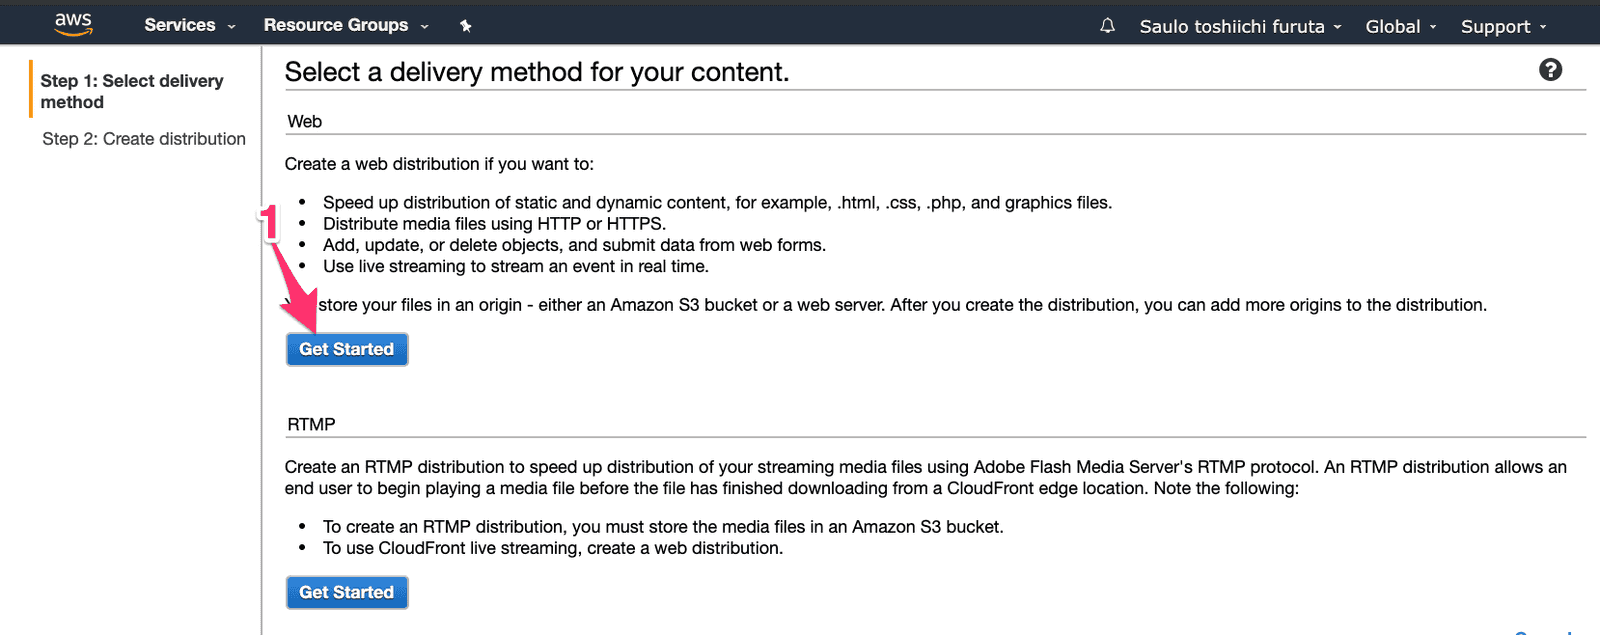 aws Services Resource Groups Saulo toshiichi furuta Global Support
Step 1: Select delivery
method
Step 2: Create distribution
Select a delivery method for your content.
?
Web
Create a web distribution if you want to:
• Speed up distribution of static and dynamic content, for example, .html, .css, .php, and graphics files.
• Distribute media files using HTTP or HTTPS.
1
• Add, update, or delete objects, and submit data from web forms.
• Use live streaming to stream an event in real time.
store your files in an origin - either an Amazon S3 bucket or a web server. After you create the distribution, you can add more origins to the distribution.
Get Started
RTMP
Create an RTMP distribution to speed up distribution of your streaming media files using Adobe Flash Media Server's RTMP protocol. An RTMP distribution allows an
end user to begin playing a media file before the file has finished downloading from a CloudFront edge location. Note the following:
• To create an RTMP distribution, you must store the media files in an Amazon S3 bucket.
• To use CloudFront live streaming, create a web distribution.
Get Started